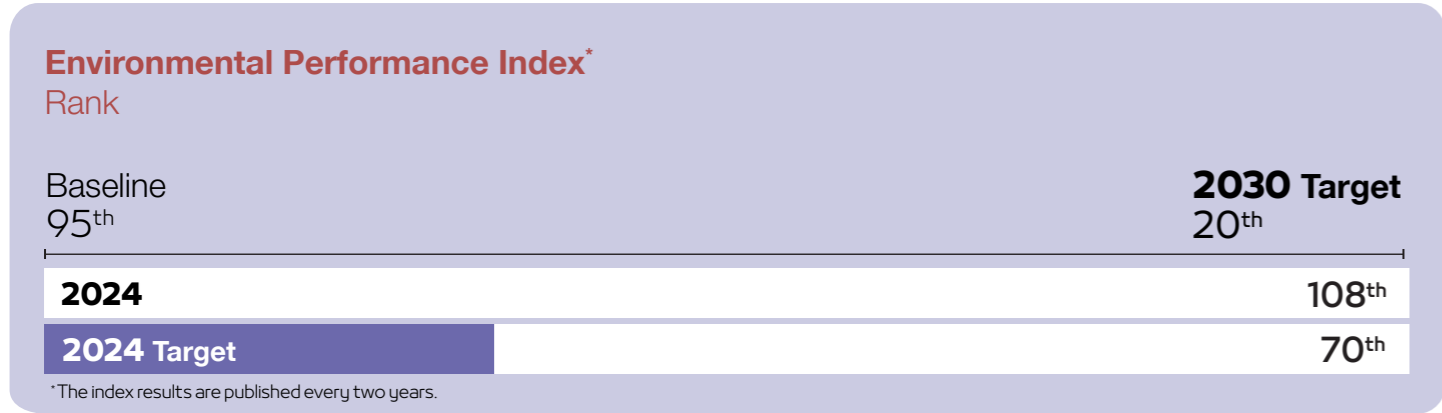 Environmental Performance Index*
Rank
Baseline
95th
2030 Target
20th
2024 108th
2024 Target 70th
*The index results are published every two years.